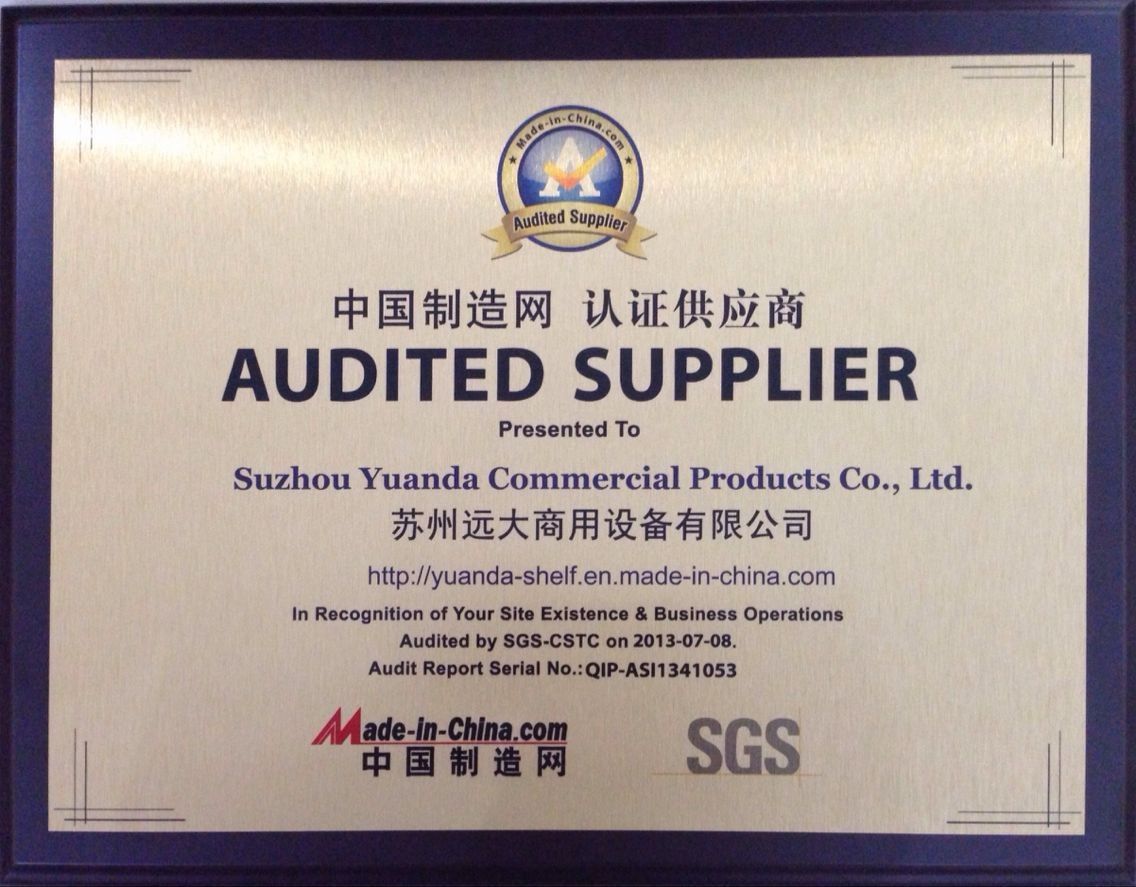 Made-in-China.com
Audited Supplier
中国制造网 认证供应商
AUDITED SUPPLIER
Presented To
Suzhou Yuanda Commercial Products Co., Ltd.
苏州远大商用设备有限公司
http://yuanda-shelf.en.made-in-china.com
In Recognition of Your Site Existence & Business Operations
Audited by SGS-CSTC on 2013-07-08.
Audit Report Serial No.: QIP-ASI1341053
Made-in-China.com
中国制造网
SGS